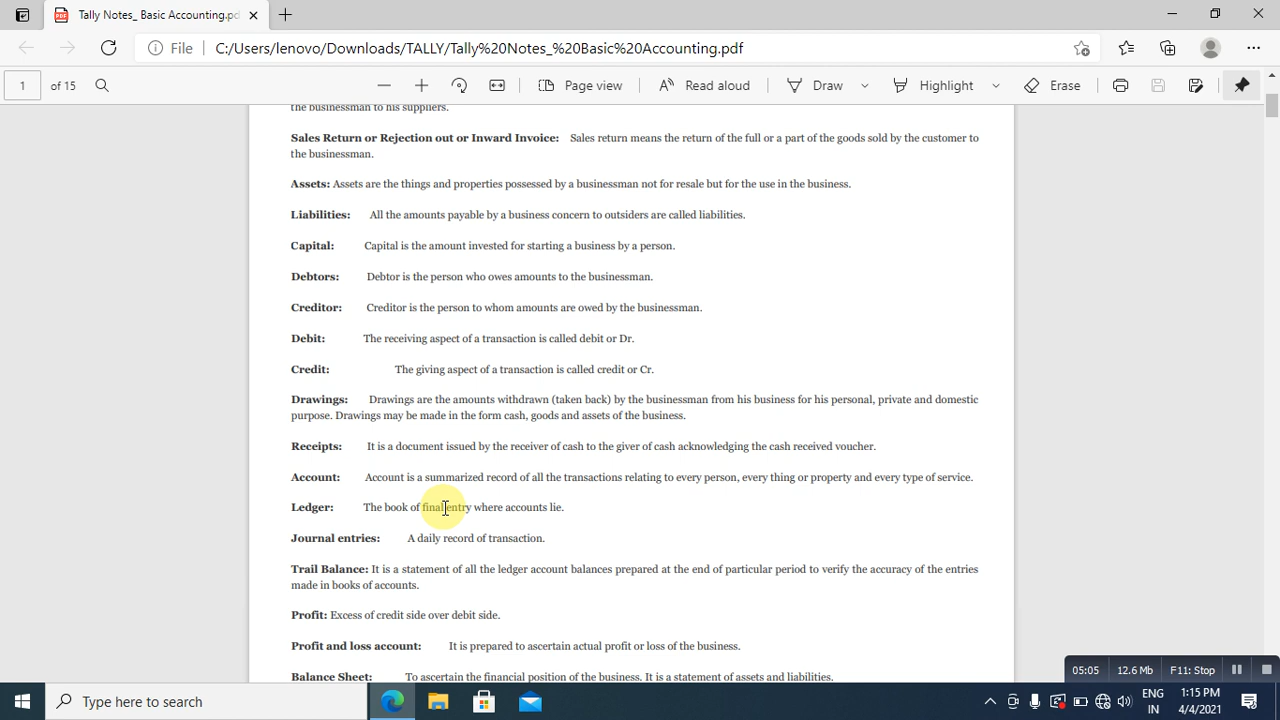 Tally Notes_ Basic Accounting.pd
File
C:/Users/lenovo/Downloads/TALLY/Tally%20Notes_%20Basic%20Accounting.pdf
1 of 15
Page view
Read aloud
Draw
Highlight
Erase
the businessman to his suppliers.
Sales Return or Rejection out or Inward Invoice: Sales return means the return of the full or a part of the goods sold by the customer to
the businessman.
Assets: Assets are the things and properties possessed by a businessman not for resale but for the use in the business.
Liabilities: All the amounts payable by a business concern to outsiders are called liabilities.
Capital: Capital is the amount invested for starting a business by a person.
Debtors: Debtor is the person who owes amounts to the businessman.
Creditor: Creditor is the person to whom amounts are owed by the businessman.
Debit: The receiving aspect of a transaction is called debit or Dr.
Credit: The giving aspect of a transaction is called credit or Cr.
Drawings: Drawings are the amounts withdrawn (taken back) by the businessman from his business for his personal, private and domestic
purpose. Drawings may be made in the form cash, goods and assets of the business.
Receipts: It is a document issued by the receiver of cash to the giver of cash acknowledging the cash received voucher.
Account: Account is a summarized record of all the transactions relating to every person, every thing or property and every type of service.
Ledger: The book of final entry where accounts lie.
Journal entries: A daily record of transaction.
Trail Balance: It is a statement of all the ledger account balances prepared at the end of particular period to verify the accuracy of the entries
made in books of accounts.
Profit: Excess of credit side over debit side.
Profit and loss account: It is prepared to ascertain actual profit or loss of the business.
Balance Sheet: To ascertain the financial position of the business. It is a statement of assets and liabilities.
05:05 12.6 Mb F11: Stop
Type here to search
ENG
IN
1:15 PM
4/4/2021